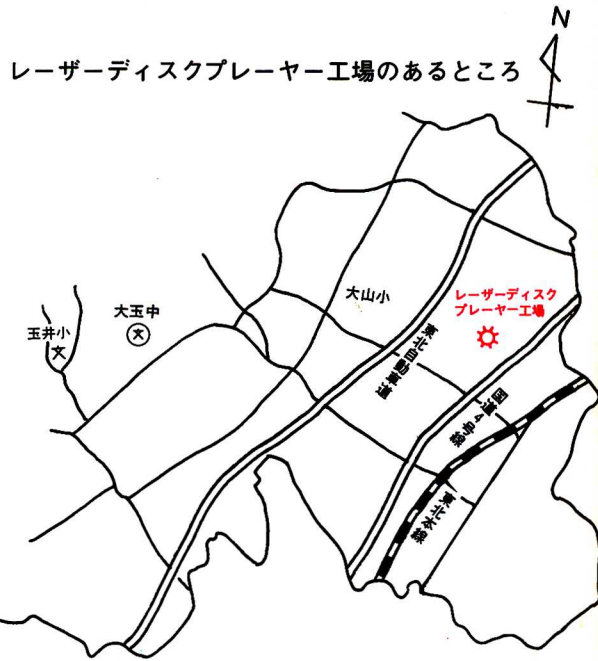 N
レーザーディスクプレーヤー工場のあるところ
大山小
レーザーディスク
プレーヤー工場
大玉中
文
玉井小
文
東北自動車道
国道4号線
東北本線